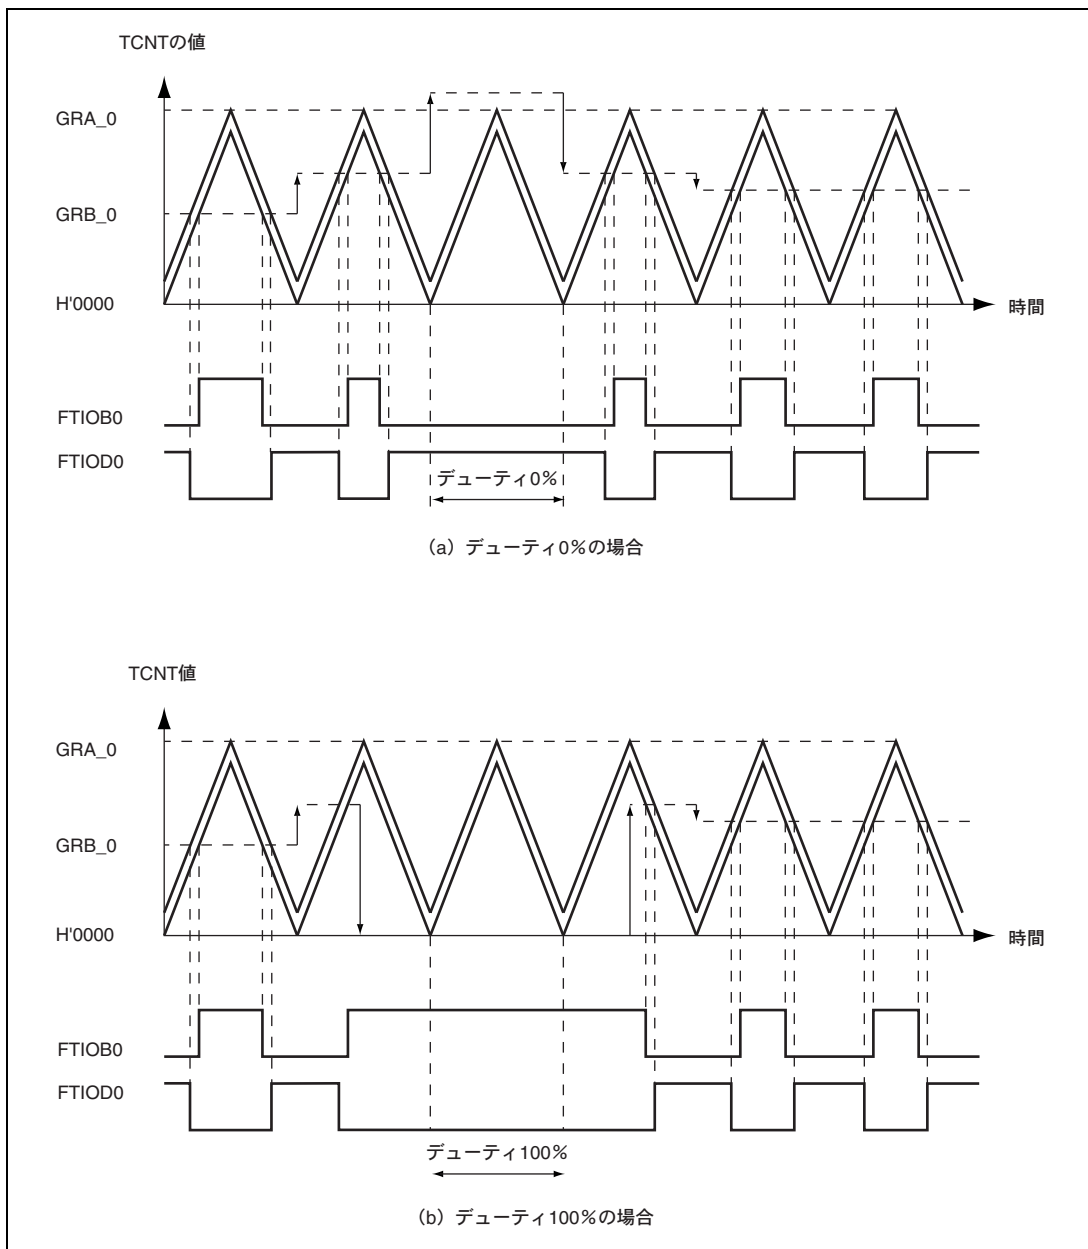 TCNTの値
GRA_0
GRB_0
H'0000
時間
FTIOB0
FTIOD0
デューティ0%
(a) デューティ0%の場合
TCNT値
GRA_0
GRB_0
H'0000
時間
FTIOB0
FTIOD0
デューティ100%
(b) デューティ100%の場合